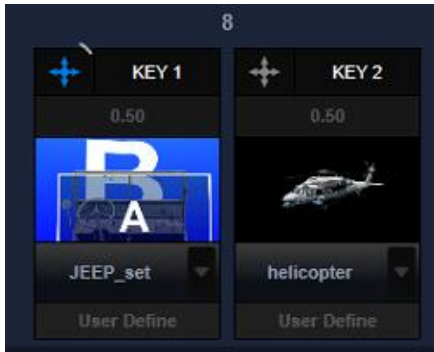 8
KEY 1
KEY 2
0.50
0.50
B
A
JEEP_set
helicopter
User Define
User Define